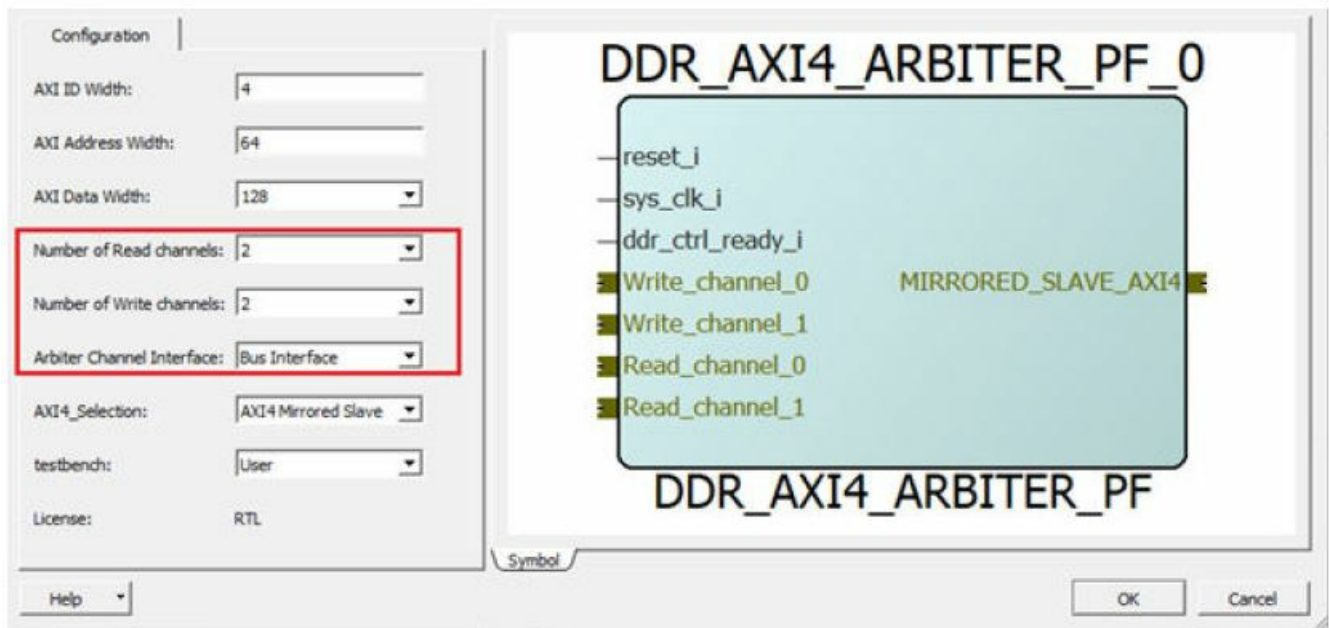 Configuration
AXI ID Width: 4
AXI Address Width: 64
AXI Data Width: 128
Number of Read channels: 2
Number of Write channels: 2
Arbiter Channel Interface: Bus Interface
AXI4_Selection: AXI4 Mirrored Slave
testbench: User
License: RTL
Help
DDR_AXI4_ARBITER_PF_0
reset_i
sys_clk_i
ddr_ctrl_ready_i
Write_channel_0 MIRRORED_SLAVE_AXI4
Write_channel_1
Read_channel_0
Read_channel_1
DDR_AXI4_ARBITER_PF
Symbol
OK Cancel